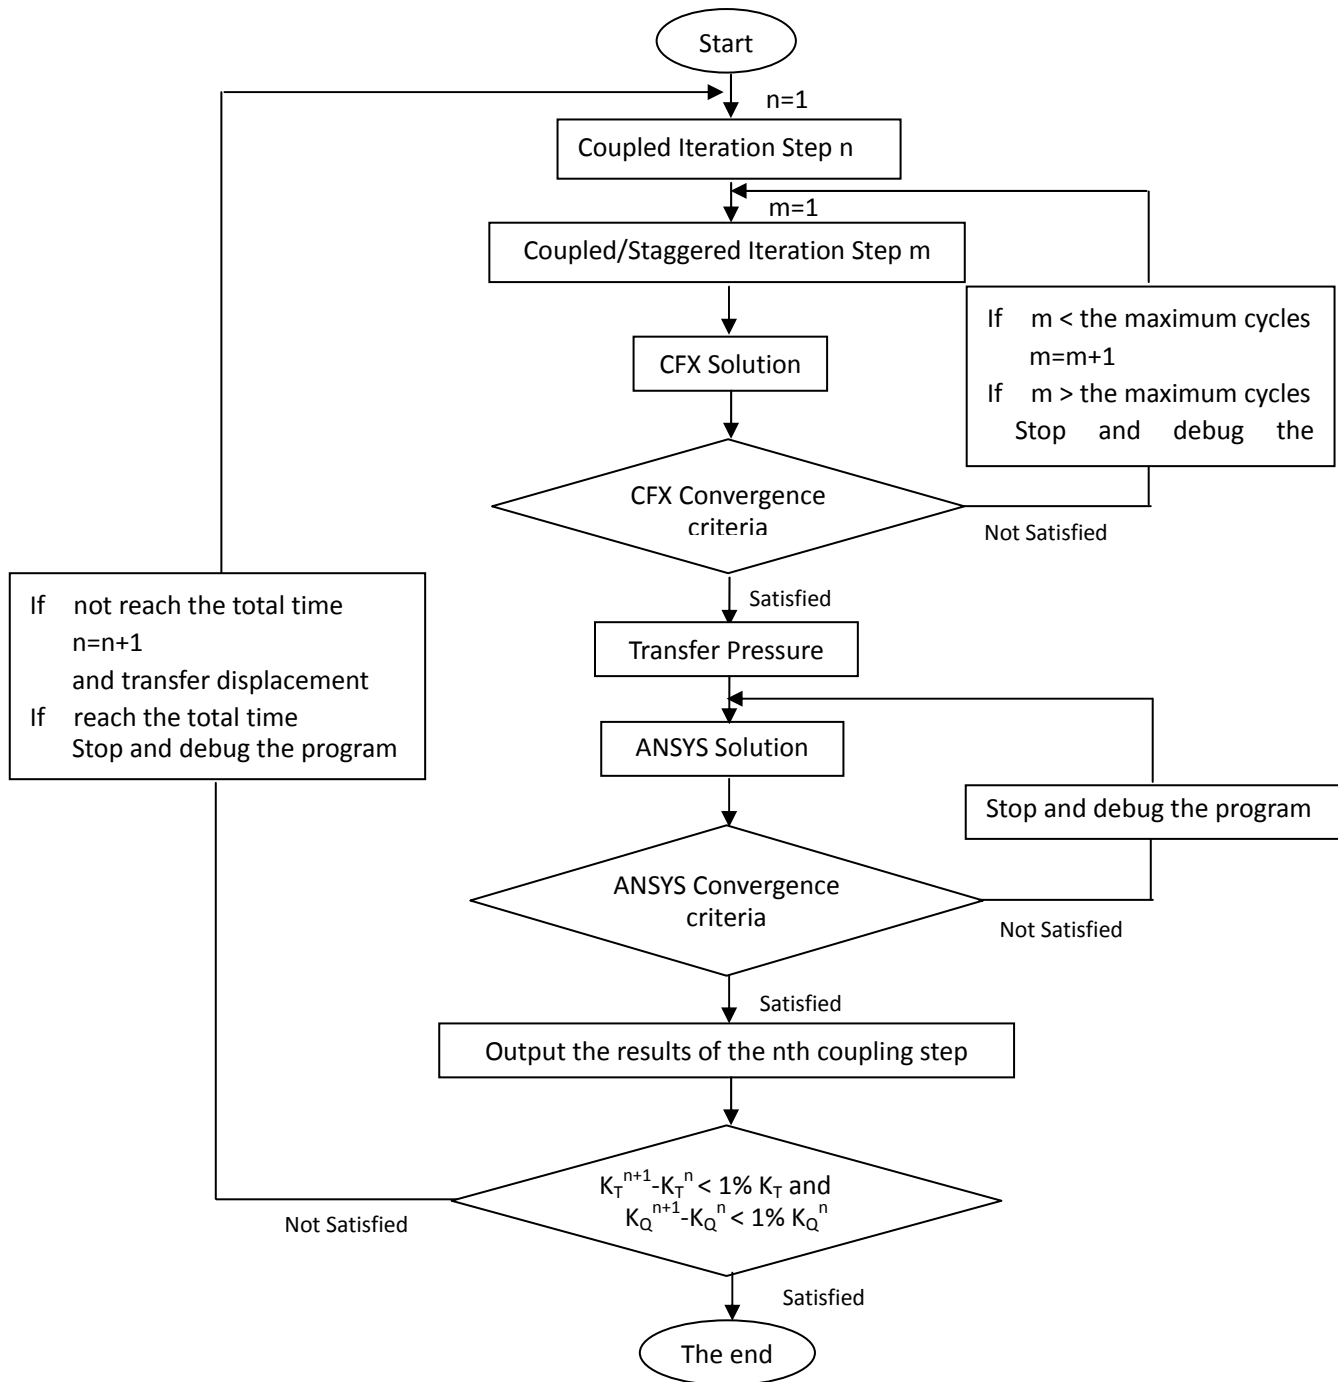 Start
n=1
Coupled Iteration Step n
m=1
Coupled/Staggered Iteration Step m
If m < the maximum cycles
m=m+1
If m > the maximum cycles
Stop and debug the
CFX Solution
CFX Convergence
criteria
Not Satisfied
Satisfied
If not reach the total time
n=n+1
and transfer displacement
If reach the total time
Stop and debug the program
Transfer Pressure
ANSYS Solution
Stop and debug the program
ANSYS Convergence
criteria
Not Satisfied
Satisfied
Output the results of the nth coupling step
K_T^{n+1}-K_T^n < 1% K_T and
K_Q^{n+1}-K_Q^n < 1% K_Q^n
Not Satisfied
Satisfied
The end